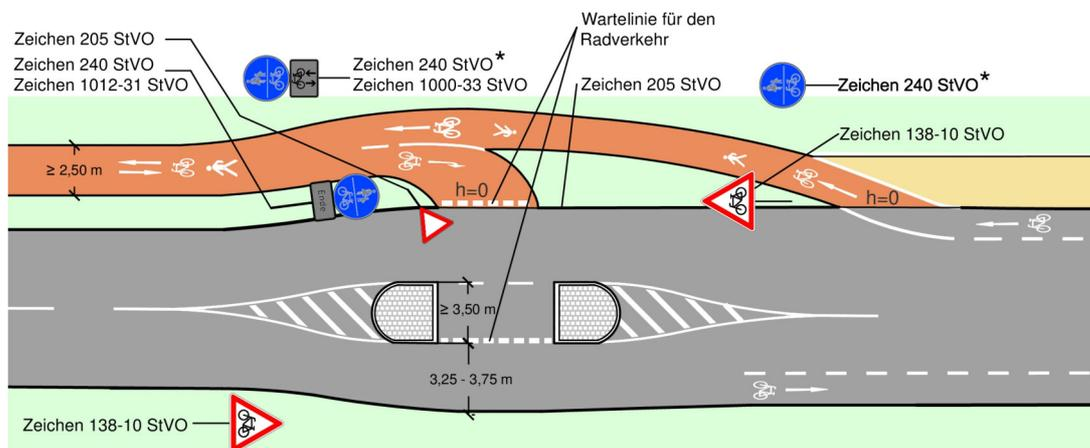 Wartelinie für den
Radverkehr
Zeichen 205 StVO
Zeichen 240 StVO
Zeichen 1012-31 StVO
Zeichen 240 StVO*
Zeichen 1000-33 StVO
Zeichen 205 StVO
Zeichen 240 StVO*
Zeichen 138-10 StVO
≥ 2,50 m
Ende
h=0
h=0
≥ 3,50 m
3,25 - 3,75 m
Zeichen 138-10 StVO